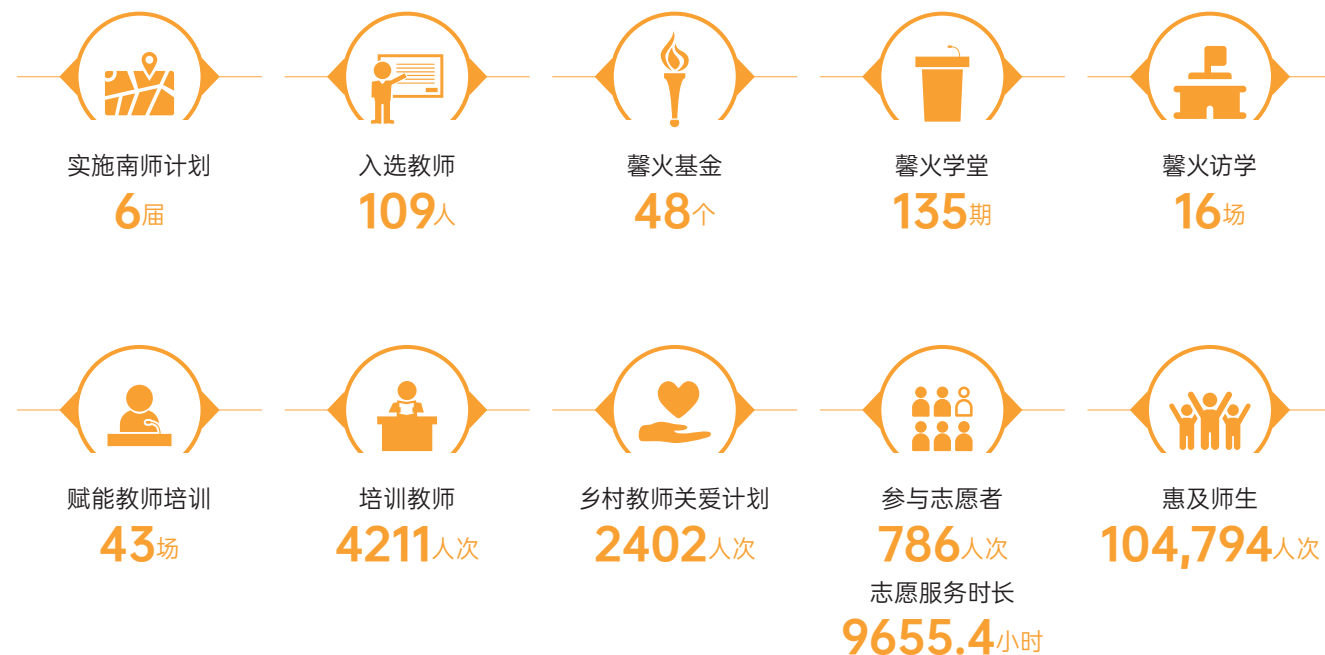 实施南师计划
6届
入选教师
109人
馨火基金
48个
馨火学堂
135期
馨火访学
16场
赋能教师培训
43场
培训教师
4211人次
乡村教师关爱计划
2402人次
参与志愿者
786人次
志愿服务时长
9655.4小时
惠及师生
104,794人次